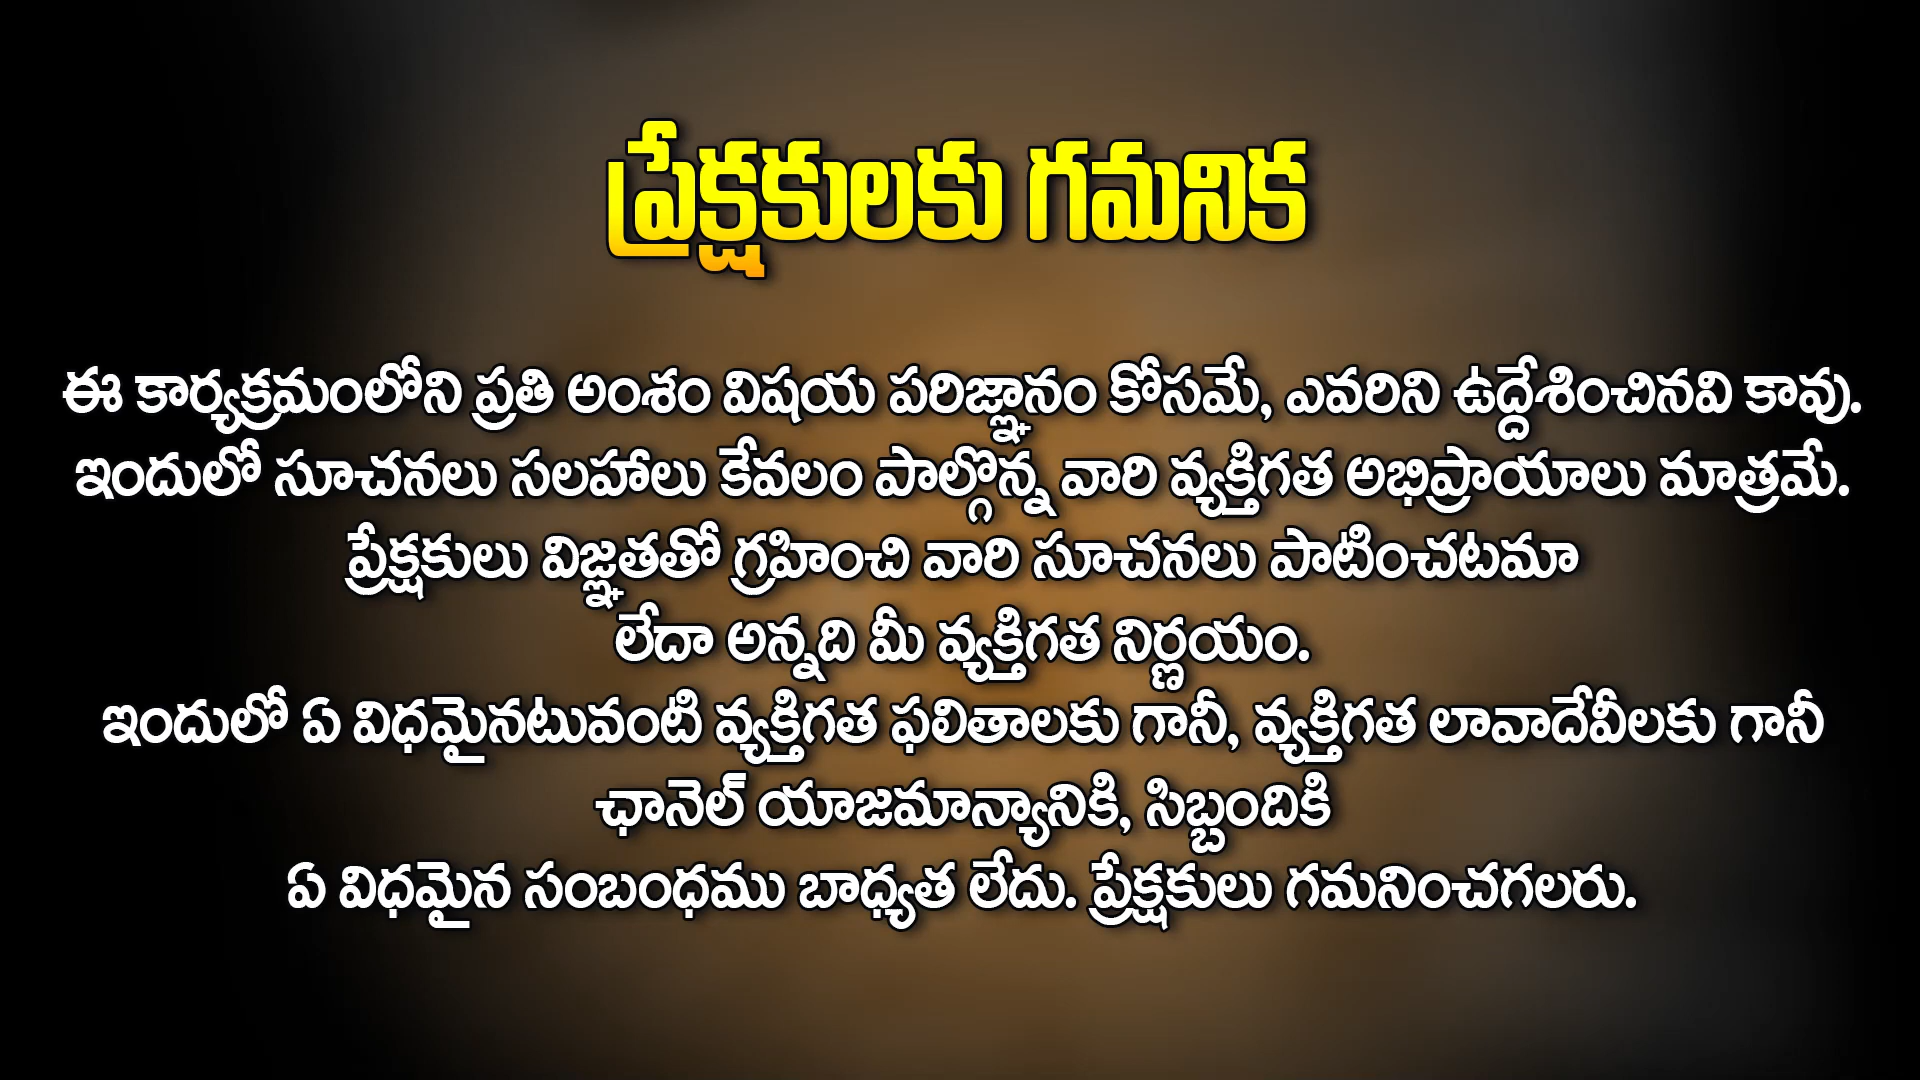 ప్రేక్షకులకు గమనిక
ఈ కార్యక్రమంలోని ప్రతి అంశం విషయ పరిజ్ఞానం కోసమే, ఎవరిని ఉద్దేశించినవి కావు.
ఇందులో సూచనలు సలహాలు కేవలం పాల్గొన్న వారి వ్యక్తిగత అభిప్రాయాలు మాత్రమే.
ప్రేక్షకులు విజ్ఞతతో గ్రహించి వారి సూచనలు పాటించటమా
లేదా అన్నది మీ వ్యక్తిగత నిర్ణయం.
ఇందులో ఏ విధమైనటువంటి వ్యక్తిగత ఫలితాలకు గానీ, వ్యక్తిగత లావాదేవీలకు గానీ
ఛానెల్ యాజమాన్యానికి, సిబ్బందికి
ఏ విధమైన సంబంధము బాధ్యత లేదు. ప్రేక్షకులు గమనించగలరు.